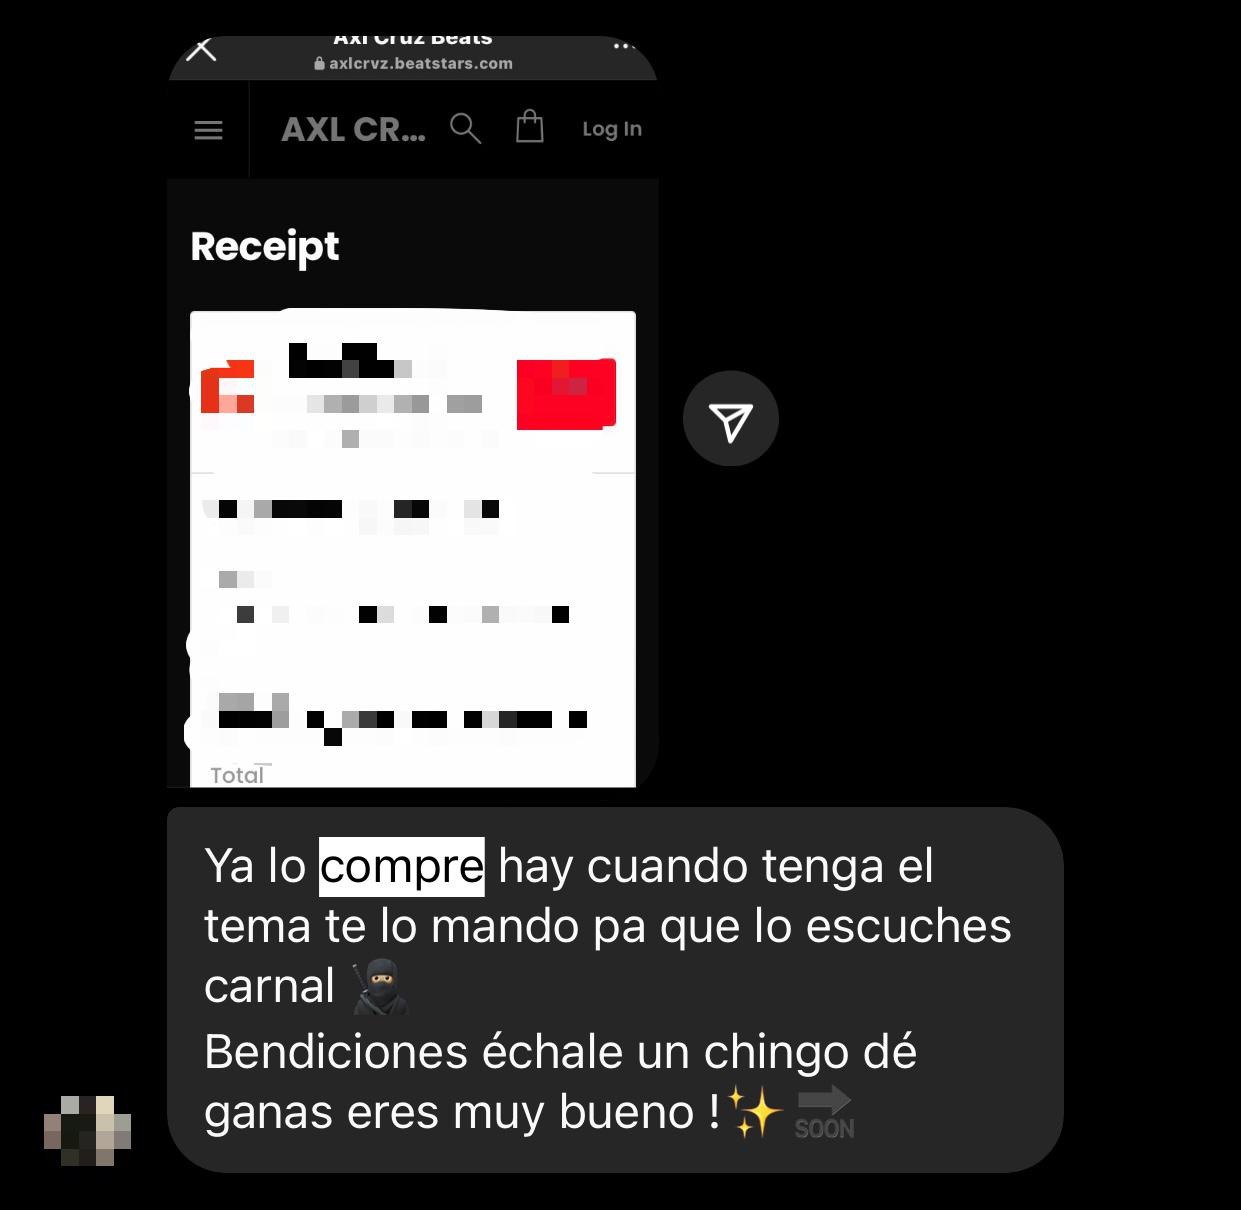 Axl Cruz Beats
axlcrvz.beatstars.com
AXL CR...
Log In
Receipt
Total
Ya lo compre hay cuando tenga el
tema te lo mando pa que lo escuches
carnal 🥷
Bendiciones échale un chingo dé
ganas eres muy bueno !✨ 🔜